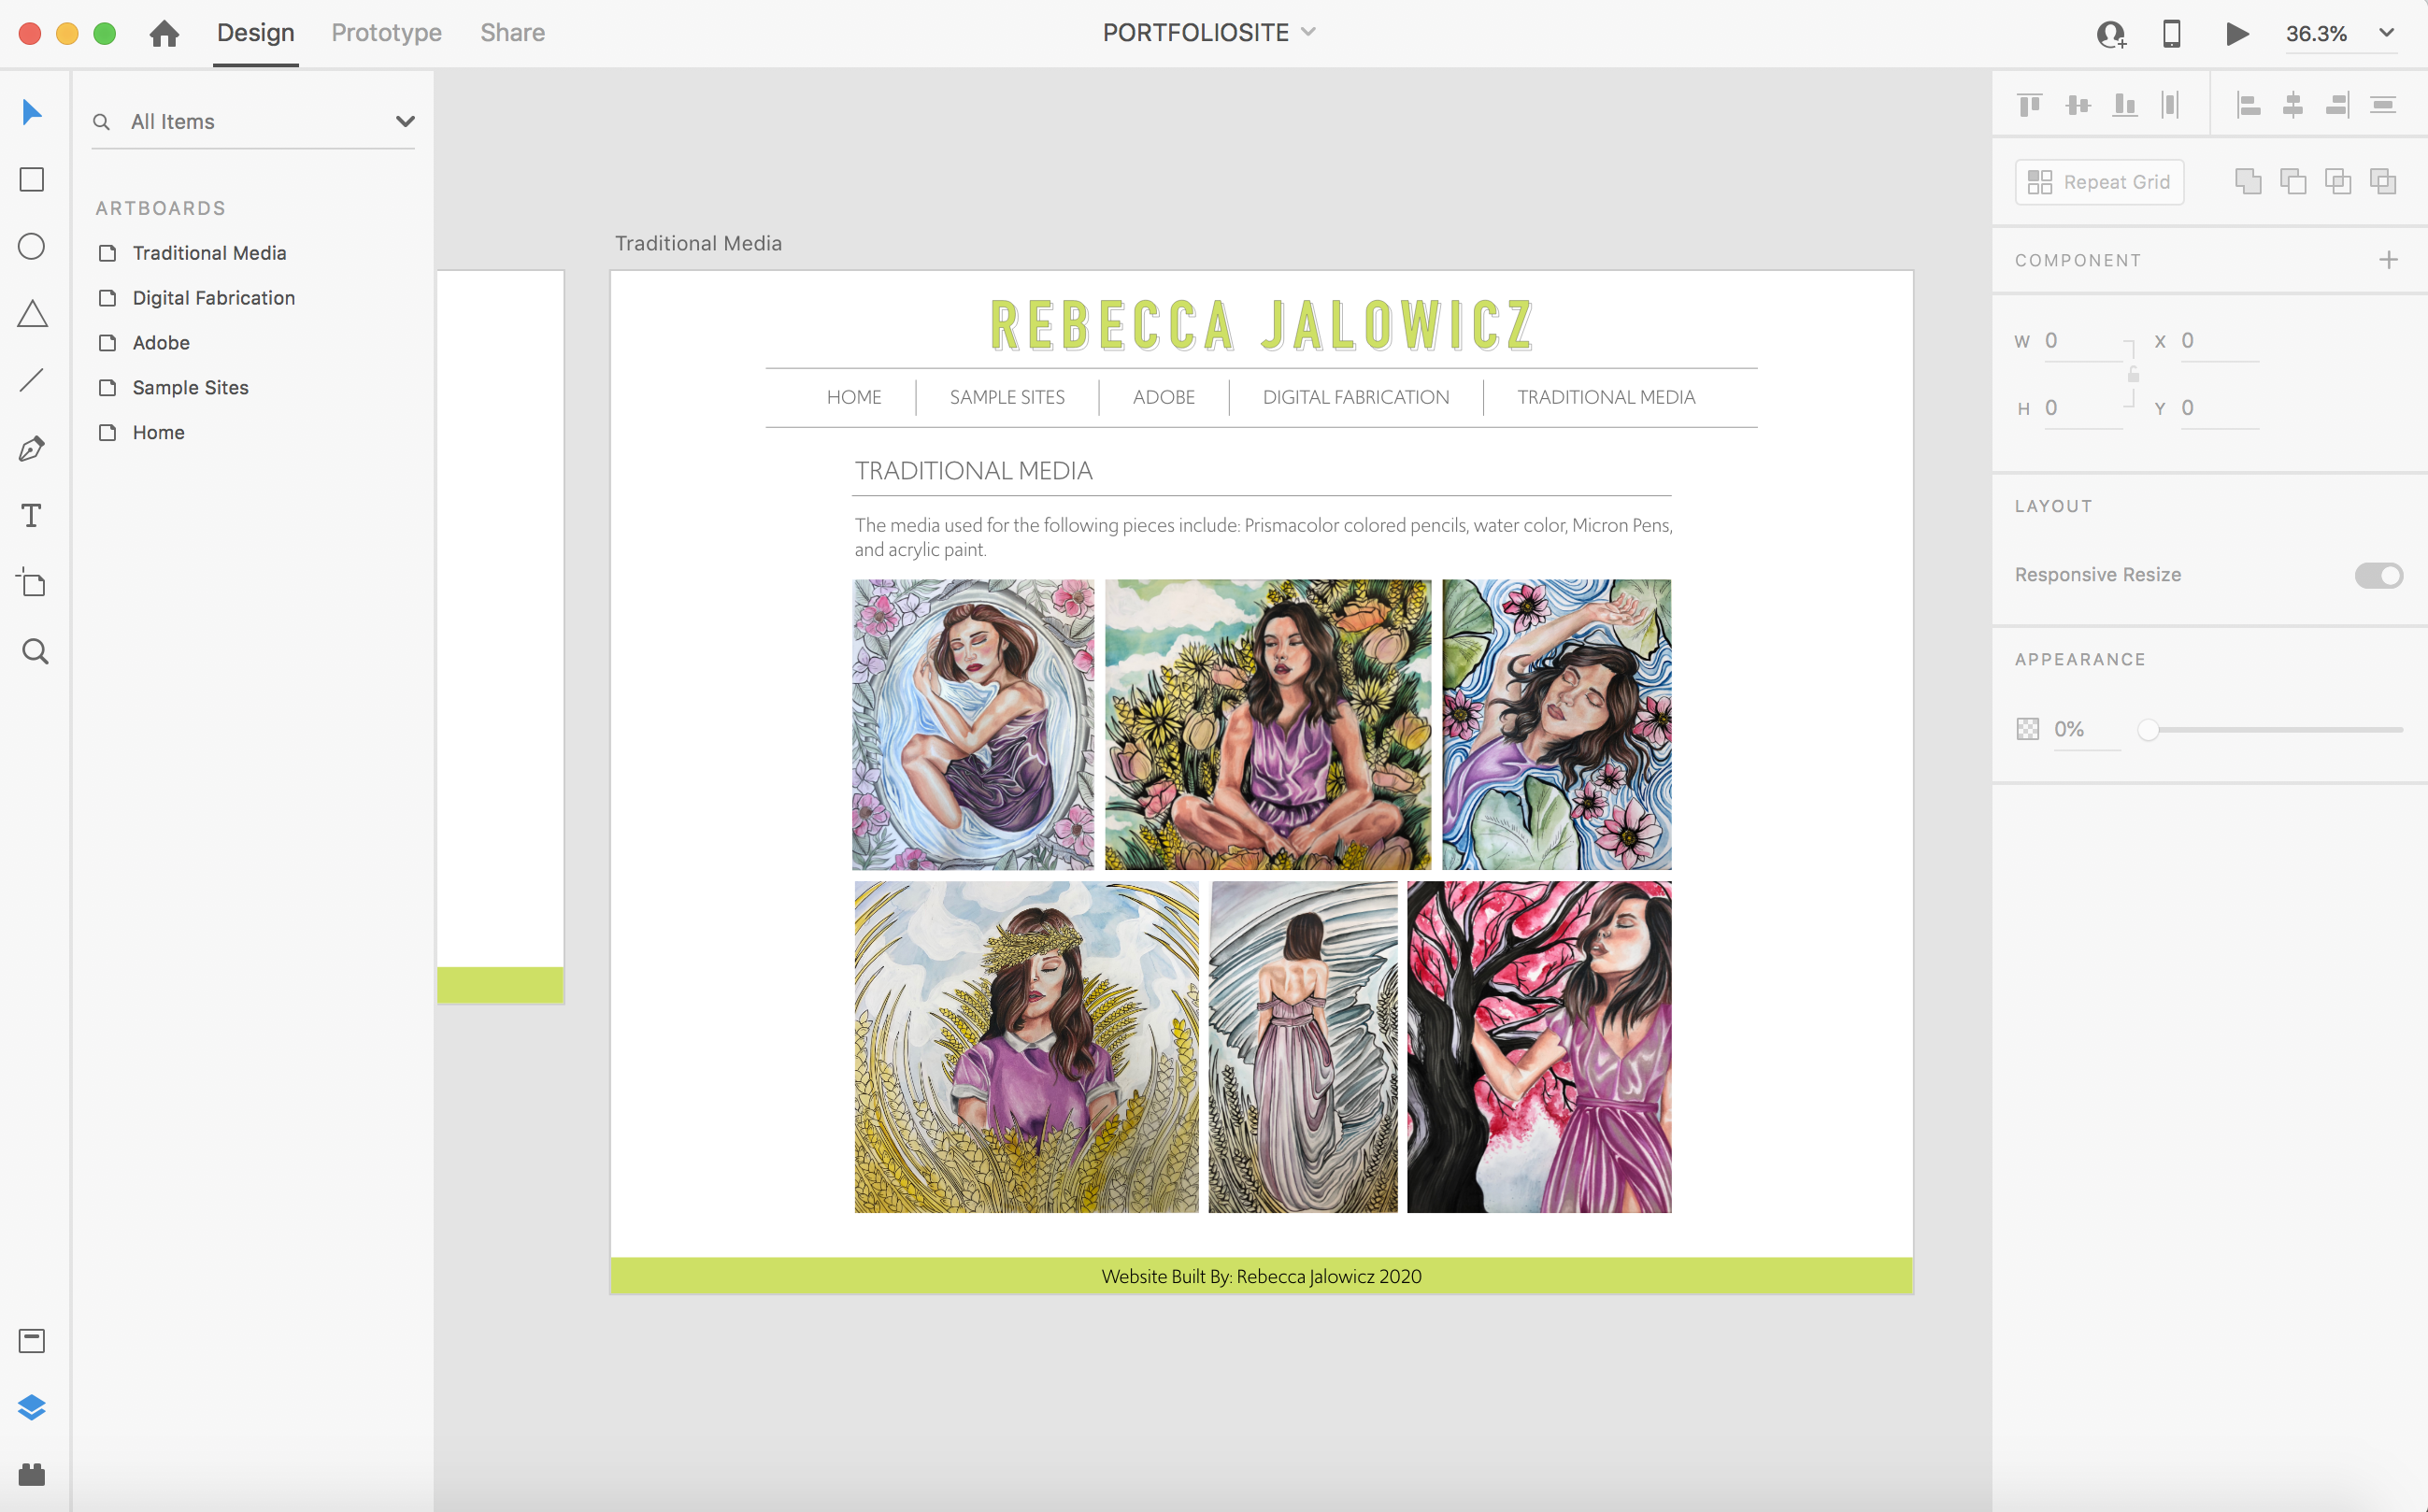 Design Prototype Share PORTFOLIOSITE 36.3%
All Items
ARTBOARDS
Traditional Media
Digital Fabrication
Adobe
Sample Sites
Home
Traditional Media
REBECCA JALOWICZ
HOME SAMPLE SITES ADOBE DIGITAL FABRICATION TRADITIONAL MEDIA
TRADITIONAL MEDIA
The media used for the following pieces include: Prismacolor colored pencils, water color, Micron Pens,
and acrylic paint.
Website Built By: Rebecca Jalowicz 2020
Repeat Grid
COMPONENT
W 0 X 0
H 0 Y 0
LAYOUT
Responsive Resize
APPEARANCE
0%